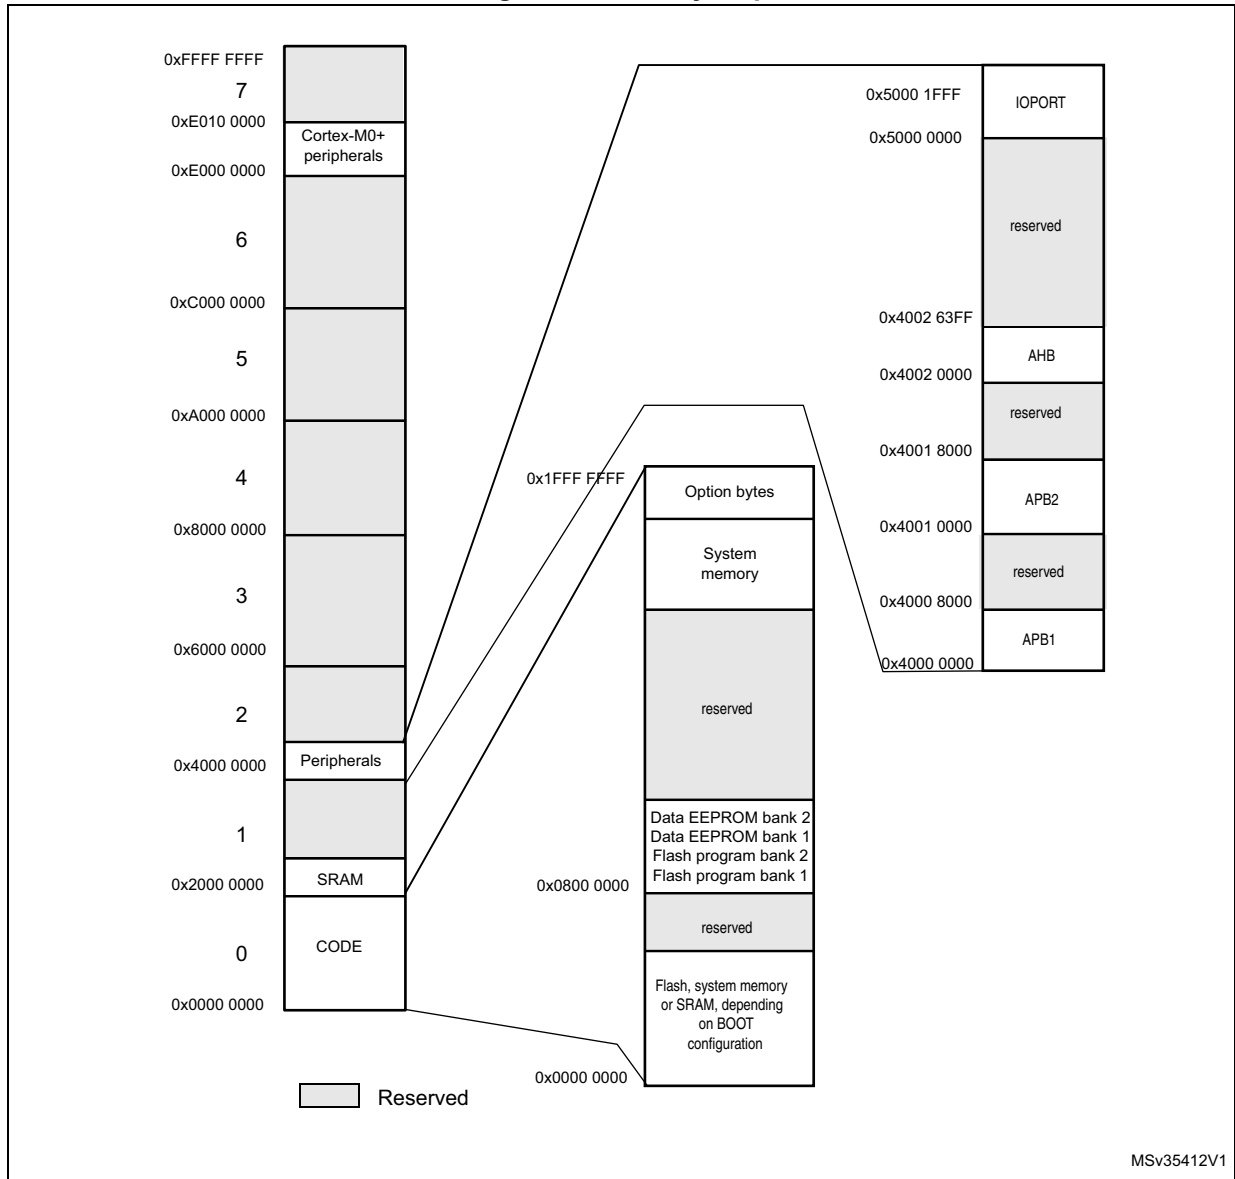 0xFFFF FFFF
7
0xE010 0000
Cortex-M0+
peripherals
0xE000 0000
6
0xC000 0000
5
0xA000 0000
4
0x8000 0000
3
0x6000 0000
2
Peripherals
0x4000 0000
1
0x2000 0000
SRAM
0
CODE
0x0000 0000
Reserved
0x1FFF FFFF
Option bytes
System
memory
reserved
Data EEPROM bank 2
Data EEPROM bank 1
Flash program bank 2
Flash program bank 1
0x0800 0000
reserved
Flash, system memory
or SRAM, depending
on BOOT
configuration
0x0000 0000
0x5000 1FFF
IOPORT
0x5000 0000
reserved
0x4002 63FF
AHB
0x4002 0000
reserved
0x4001 8000
APB2
0x4001 0000
reserved
0x4000 8000
APB1
0x4000 0000
MSv35412V1